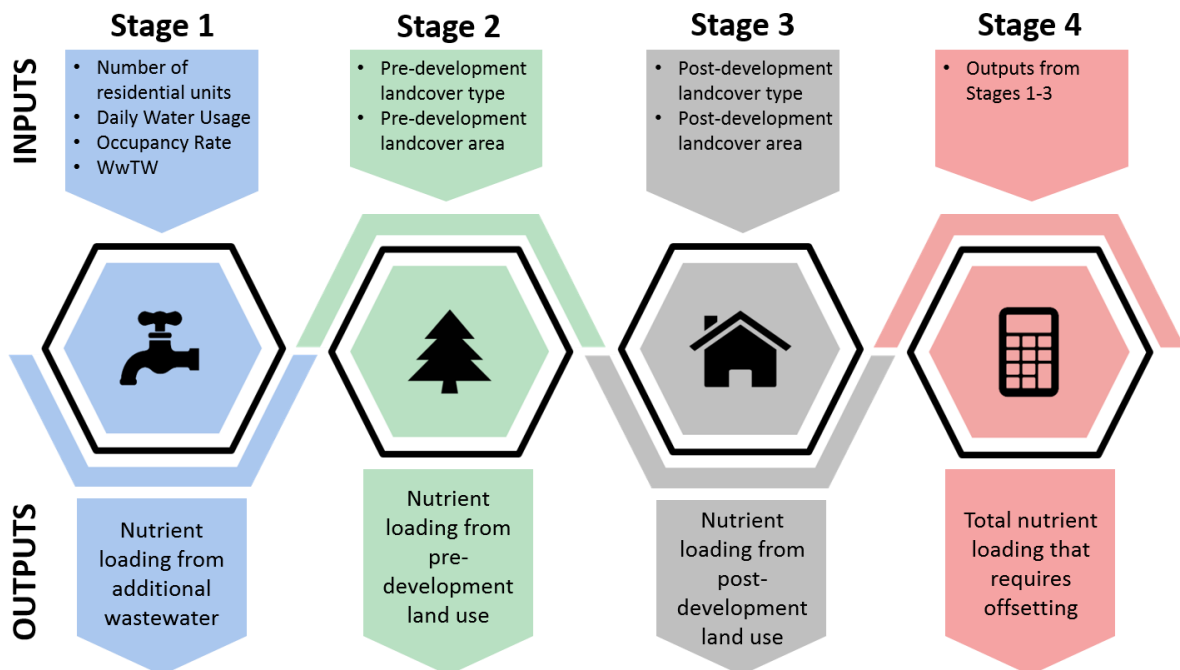 Stage 1
Stage 2
Stage 3
Stage 4
INPUTS
• Number of
residential units
• Daily Water Usage
• Occupancy Rate
• WwTW
• Pre-development
landcover type
• Pre-development
landcover area
• Post-development
landcover type
• Post-development
landcover area
• Outputs from
Stages 1-3
OUTPUTS
Nutrient
loading from
additional
wastewater
Nutrient
loading from
pre-
development
land use
Nutrient
loading from
post-
development
land use
Total nutrient
loading that
requires
offsetting